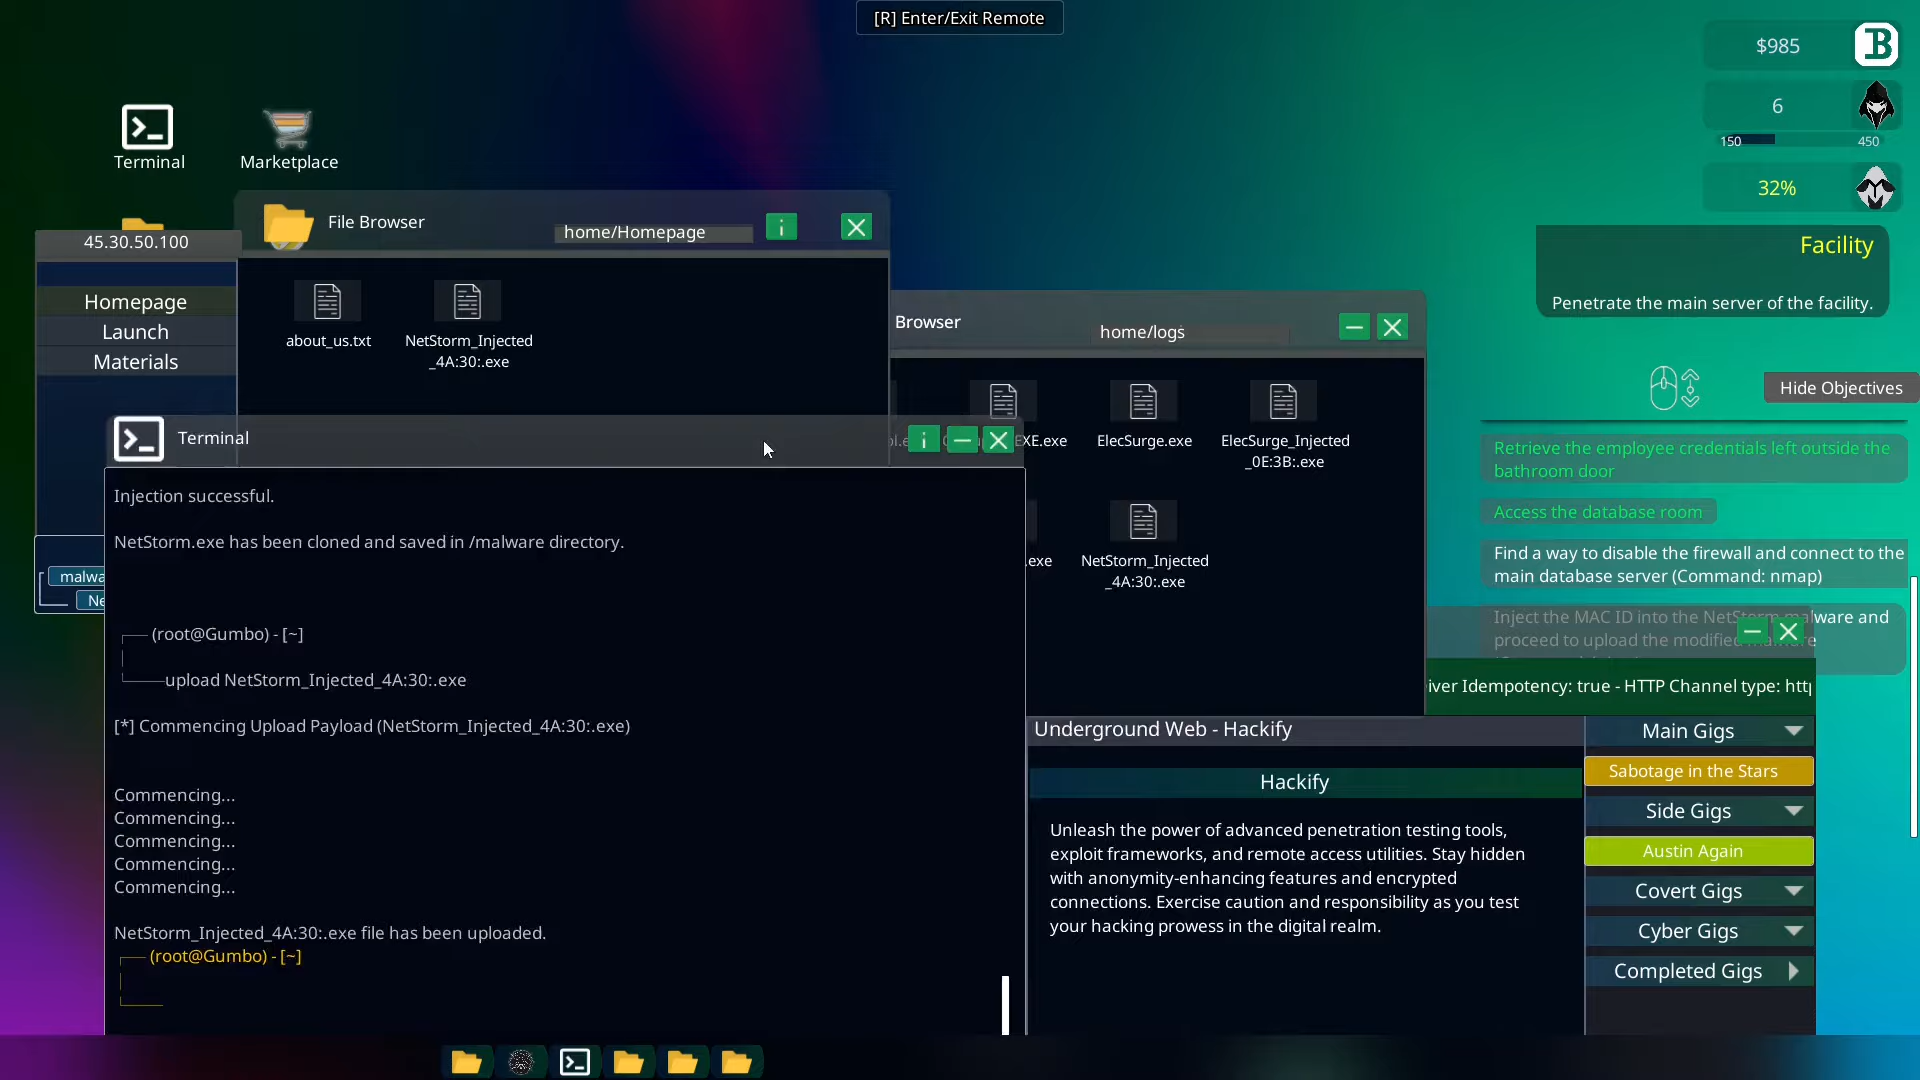 [R] Enter/Exit Remote
$985
6
150
450
32%
Facility
Penetrate the main server of the facility.
Hide Objectives
Retrieve the employee credentials left outside the
bathroom door
Access the database room
Find a way to disable the firewall and connect to the
main database server (Command: nmap)
Inject the MAC ID into the NetStorm malware and
proceed to upload the modified malware
Terminal
Marketplace
File Browser
home/Homepage
i
45.30.50.100
Homepage
Launch
Materials
about_us.txt
NetStorm_Injected
_4A:30:.exe
Browser
home/logs
EXE.exe
ElecSurge.exe
ElecSurge_Injected
_0E:3B:.exe
.exe
NetStorm_Injected
_4A:30:.exe
malwa
Ne
Terminal
i
Injection successful.
NetStorm.exe has been cloned and saved in /malware directory.
(root@Gumbo) - [~]
upload NetStorm_Injected_4A:30:.exe
[*] Commencing Upload Payload (NetStorm_Injected_4A:30:.exe)
Commencing...
Commencing...
Commencing...
Commencing...
Commencing...
NetStorm_Injected_4A:30:.exe file has been uploaded.
(root@Gumbo) - [~]
iver Idempotency: true - HTTP Channel type: http
Underground Web - Hackify
Hackify
Unleash the power of advanced penetration testing tools,
exploit frameworks, and remote access utilities. Stay hidden
with anonymity-enhancing features and encrypted
connections. Exercise caution and responsibility as you test
your hacking prowess in the digital realm.
Main Gigs
Sabotage in the Stars
Side Gigs
Austin Again
Covert Gigs
Cyber Gigs
Completed Gigs